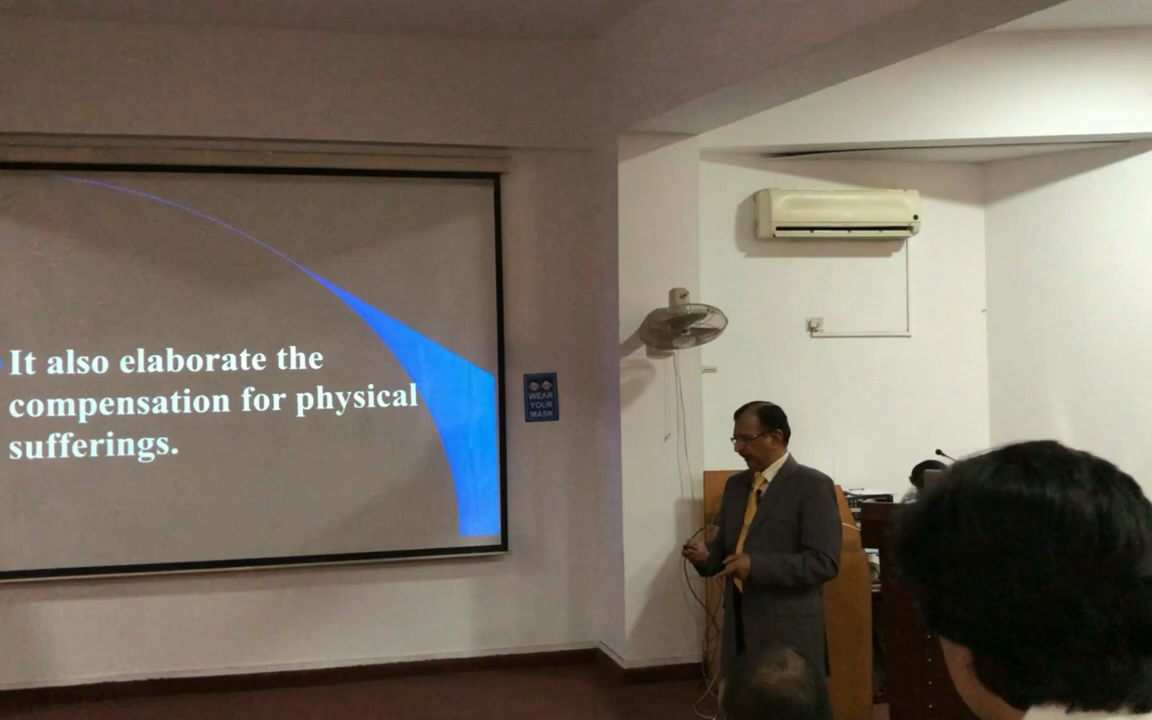 It also elaborate the
compensation for physical
sufferings.
WEAR
YOUR
MASK